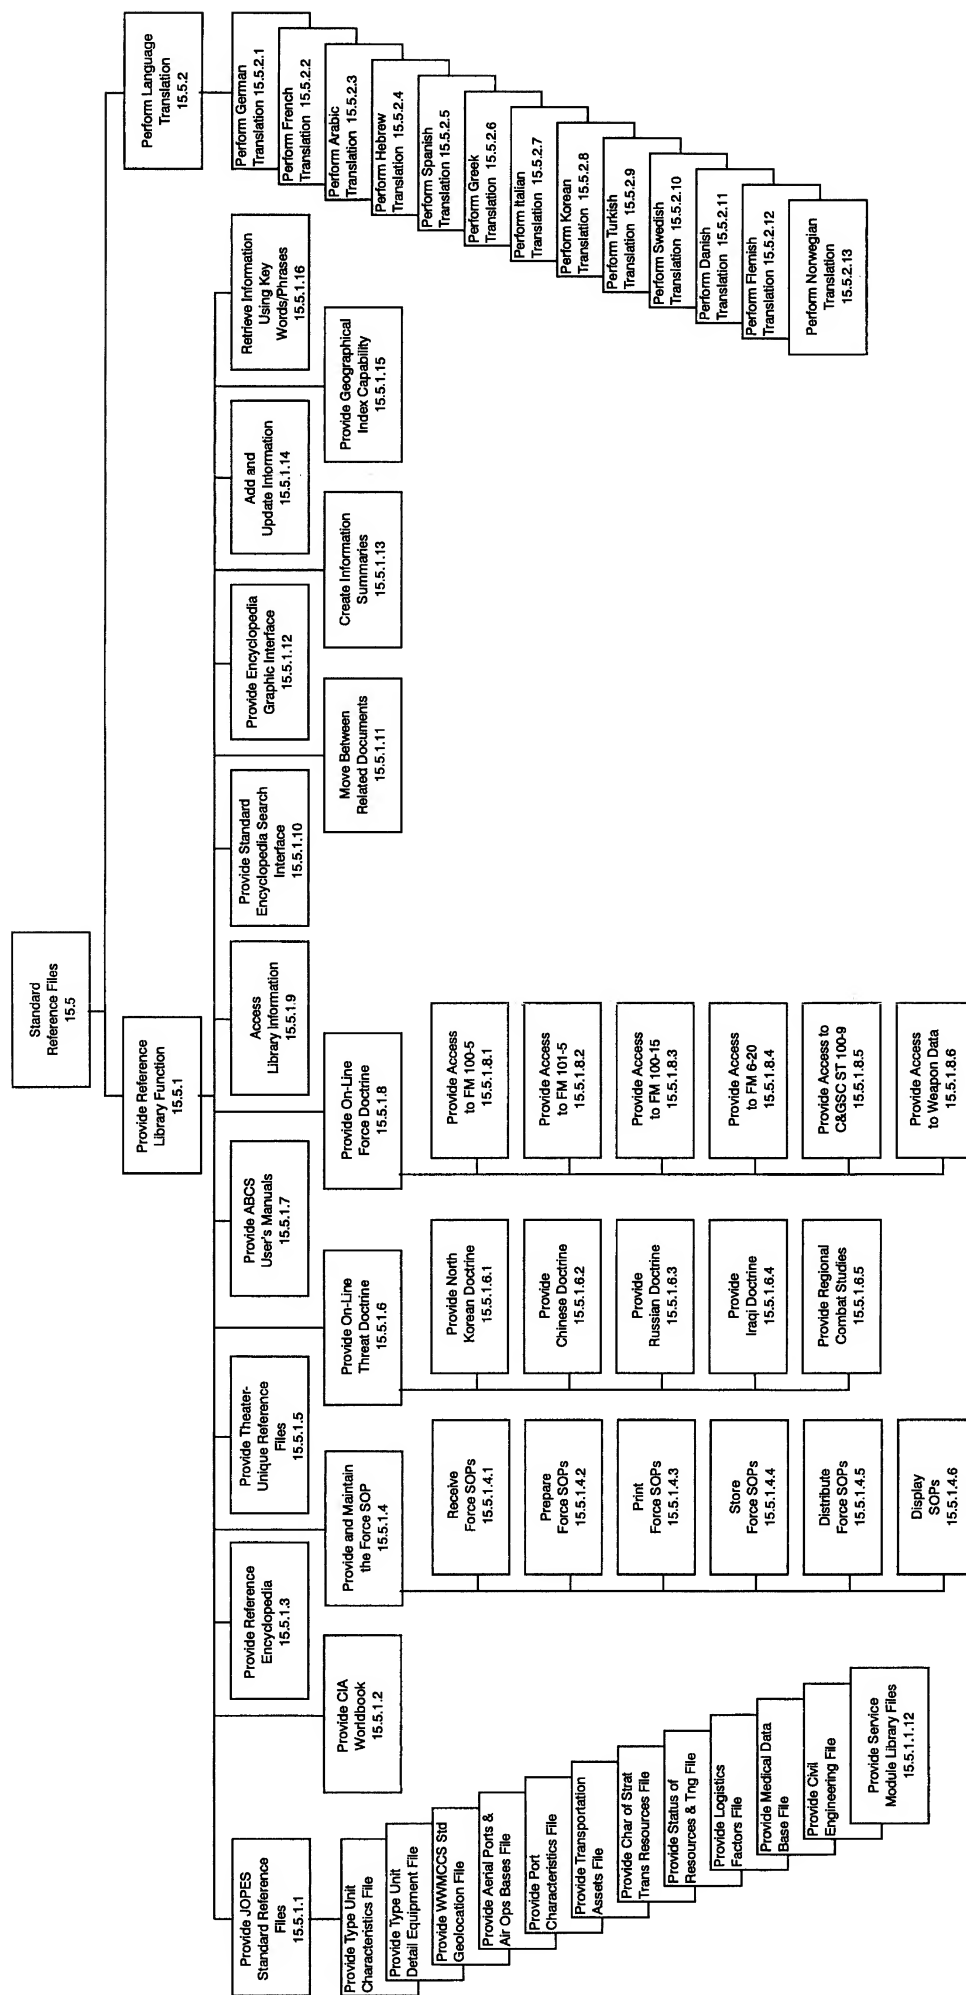 Standard
Reference Files
15.5
Provide Reference
Library Function
15.5.1
Perform Language
Translation
15.5.2
Provide JOPES
Standard Reference
Files
15.5.1.1
Provide Type Unit
Characteristics File
Provide Type Unit
Detail Equipment File
Provide WWMCCS Std
Geolocation File
Provide Aerial Ports &
Air Ops Bases File
Provide Port
Characteristics File
Provide Transportation
Assets File
Provide Char of Strat
Trans Resources File
Provide Status of
Resources & Tng File
Provide Logistics
Factors File
Provide Medical Data
Base File
Provide Civil
Engineering File
Provide Service
Module Library Files
15.5.1.1.12
Provide CIA
Worldbook
15.5.1.2
Provide Reference
Encyclopedia
15.5.1.3
Provide and Maintain
the Force SOP
15.5.1.4
Receive
Force SOPs
15.5.1.4.1
Prepare
Force SOPs
15.5.1.4.2
Print
Force SOPs
15.5.1.4.3
Store
Force SOPs
15.5.1.4.4
Distribute
Force SOPs
15.5.1.4.5
Display
SOPs
15.5.1.4.6
Provide Theater-
Unique Reference
Files
15.5.1.5
Provide On-Line
Threat Doctrine
15.5.1.6
Provide North
Korean Doctrine
15.5.1.6.1
Provide
Chinese Doctrine
15.5.1.6.2
Provide
Russian Doctrine
15.5.1.6.3
Provide
Iraqi Doctrine
15.5.1.6.4
Provide Regional
Combat Studies
15.5.1.6.5
Provide ABCS
User's Manuals
15.5.1.7
Provide On-Line
Force Doctrine
15.5.1.8
Provide Access
to FM 100-5
15.5.1.8.1
Provide Access
to FM 101-5
15.5.1.8.2
Provide Access
to FM 100-15
15.5.1.8.3
Provide Access
to FM 6-20
15.5.1.8.4
Provide Access to
C&GSC ST 100-9
15.5.1.8.5
Provide Access
to Weapon Data
15.5.1.8.6
Access
Library Information
15.5.1.9
Provide Standard
Encyclopedia Search
Interface
15.5.1.10
Move Between
Related Documents
15.5.1.11
Provide Encyclopedia
Graphic Interface
15.5.1.12
Create Information
Summaries
15.5.1.13
Add and
Update Information
15.5.1.14
Provide Geographical
Index Capability
15.5.1.15
Retrieve Information
Using Key
Words/Phrases
15.5.1.16
Perform German
Translation 15.5.2.1
Perform French
Translation 15.5.2.2
Perform Arabic
Translation 15.5.2.3
Perform Hebrew
Translation 15.5.2.4
Perform Spanish
Translation 15.5.2.5
Perform Greek
Translation 15.5.2.6
Perform Italian
Translation 15.5.2.7
Perform Korean
Translation 15.5.2.8
Perform Turkish
Translation 15.5.2.9
Perform Swedish
Translation 15.5.2.10
Perform Danish
Translation 15.5.2.11
Perform Flemish
Translation 15.5.2.12
Perform Norwegian
Translation
15.5.2.13